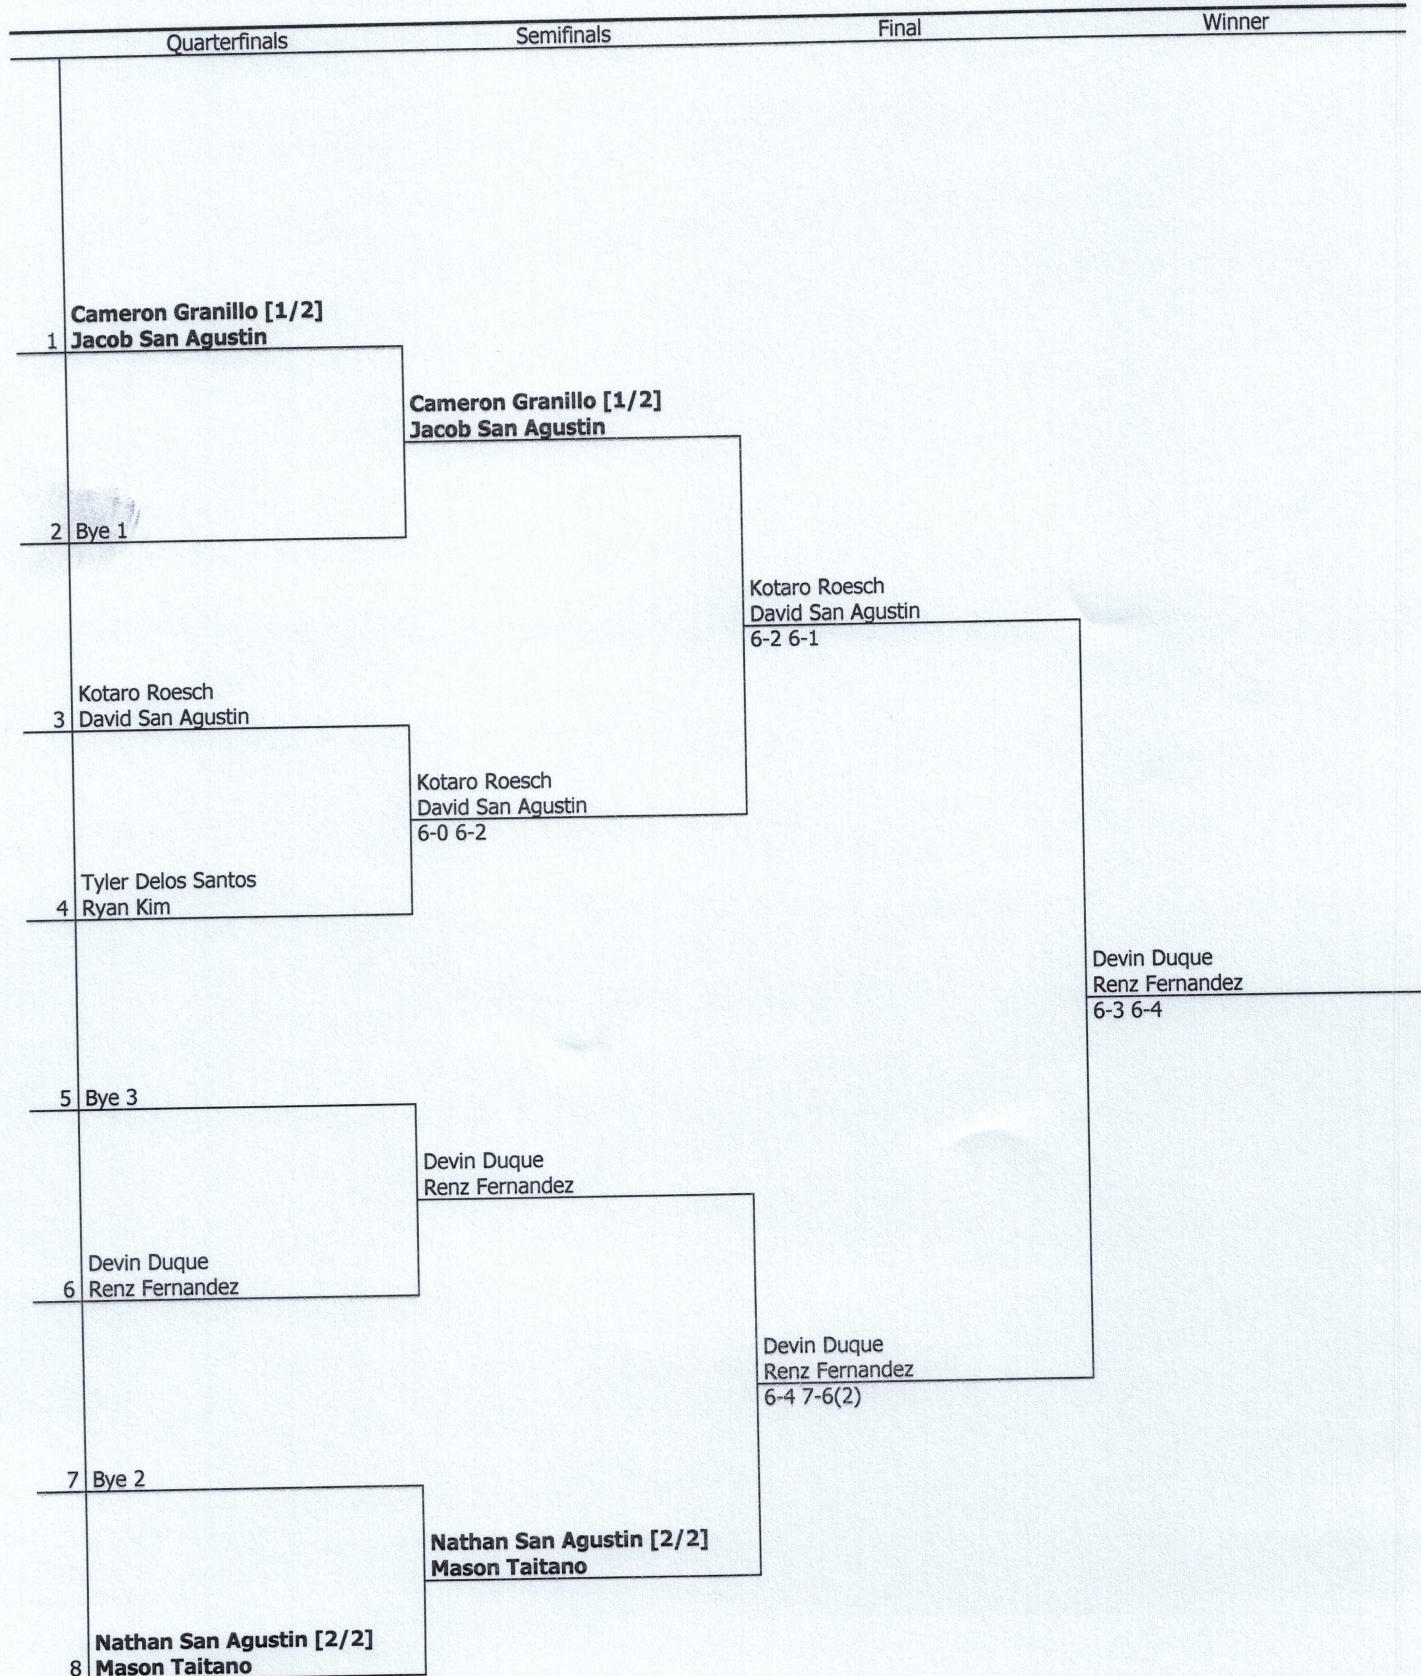 Quarterfinals Semifinals Final Winner
Cameron Granillo [1/2]
1 Jacob San Agustin
Cameron Granillo [1/2]
Jacob San Agustin
2 Bye 1
Kotaro Roesch
David San Agustin
6-2 6-1
Kotaro Roesch
3 David San Agustin
Kotaro Roesch
David San Agustin
6-0 6-2
Tyler Delos Santos
4 Ryan Kim
Devin Duque
Renz Fernandez
6-3 6-4
5 Bye 3
Devin Duque
Renz Fernandez
Devin Duque
6 Renz Fernandez
Devin Duque
Renz Fernandez
6-4 7-6(2)
7 Bye 2
Nathan San Agustin [2/2]
Mason Taitano
Nathan San Agustin [2/2]
8 Mason Taitano